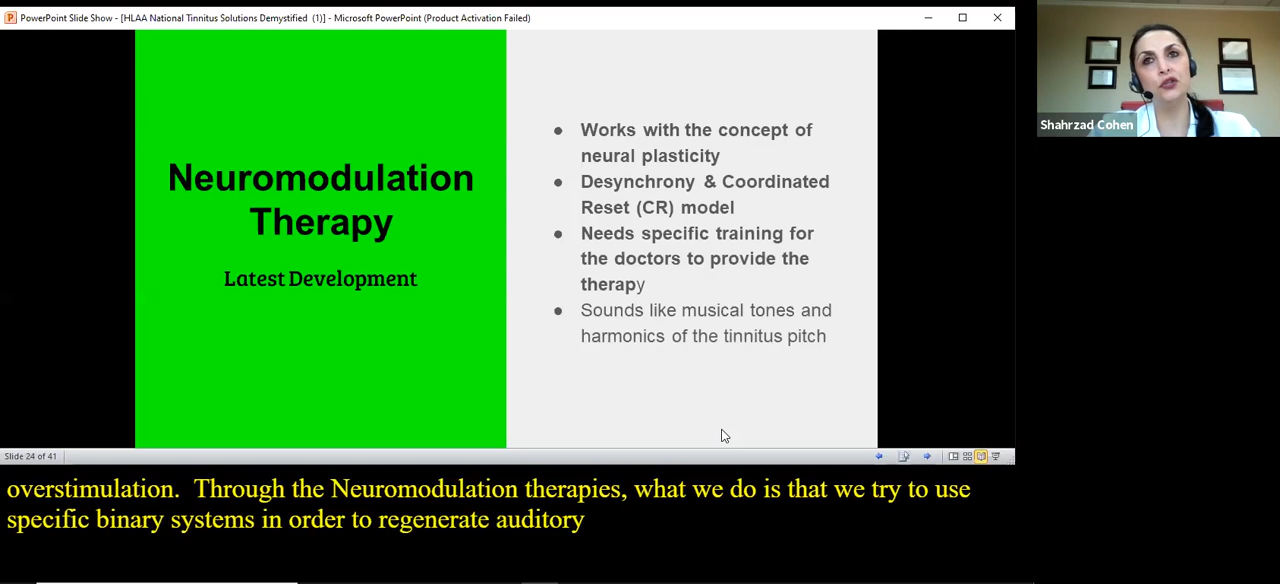 PowerPoint Slide Show - [HLAA National Tinnitus Solutions Demystified (1)] - Microsoft PowerPoint (Product Activation Failed)
Neuromodulation
Therapy
Latest Development
● Works with the concept of
neural plasticity
● Desynchrony & Coordinated
Reset (CR) model
● Needs specific training for
the doctors to provide the
therapy
● Sounds like musical tones and
harmonics of the tinnitus pitch
Shahrzad Cohen
Slide 24 of 41
overstimulation. Through the Neuromodulation therapies, what we do is that we try to use
specific binary systems in order to regenerate auditory